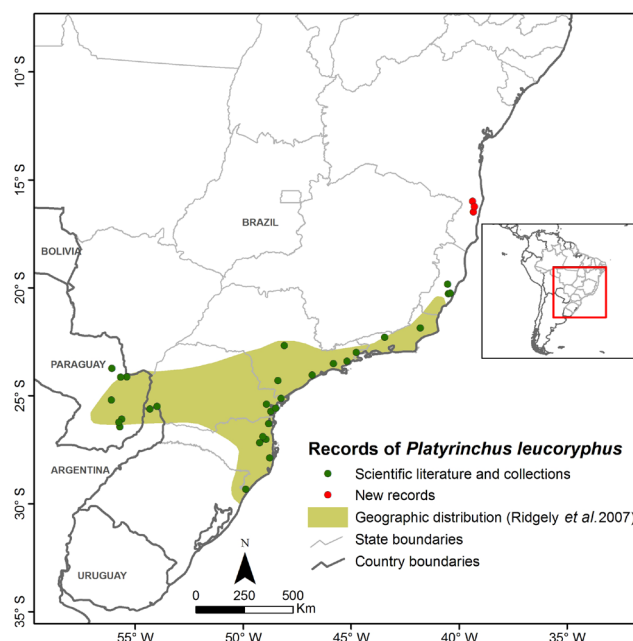 10° S
15° S
20° S
25° S
30° S
35° S
BRAZIL
BOLIVIA
PARAGUAY
ARGENTINA
URUGUAY
Records of Platyrinchus leucoryphus
Scientific literature and collections
New records
Geographic distribution (Ridgely et al.2007)
State boundaries
Country boundaries
N
0 250 500
Km
55° W 50° W 45° W 40° W 35° W